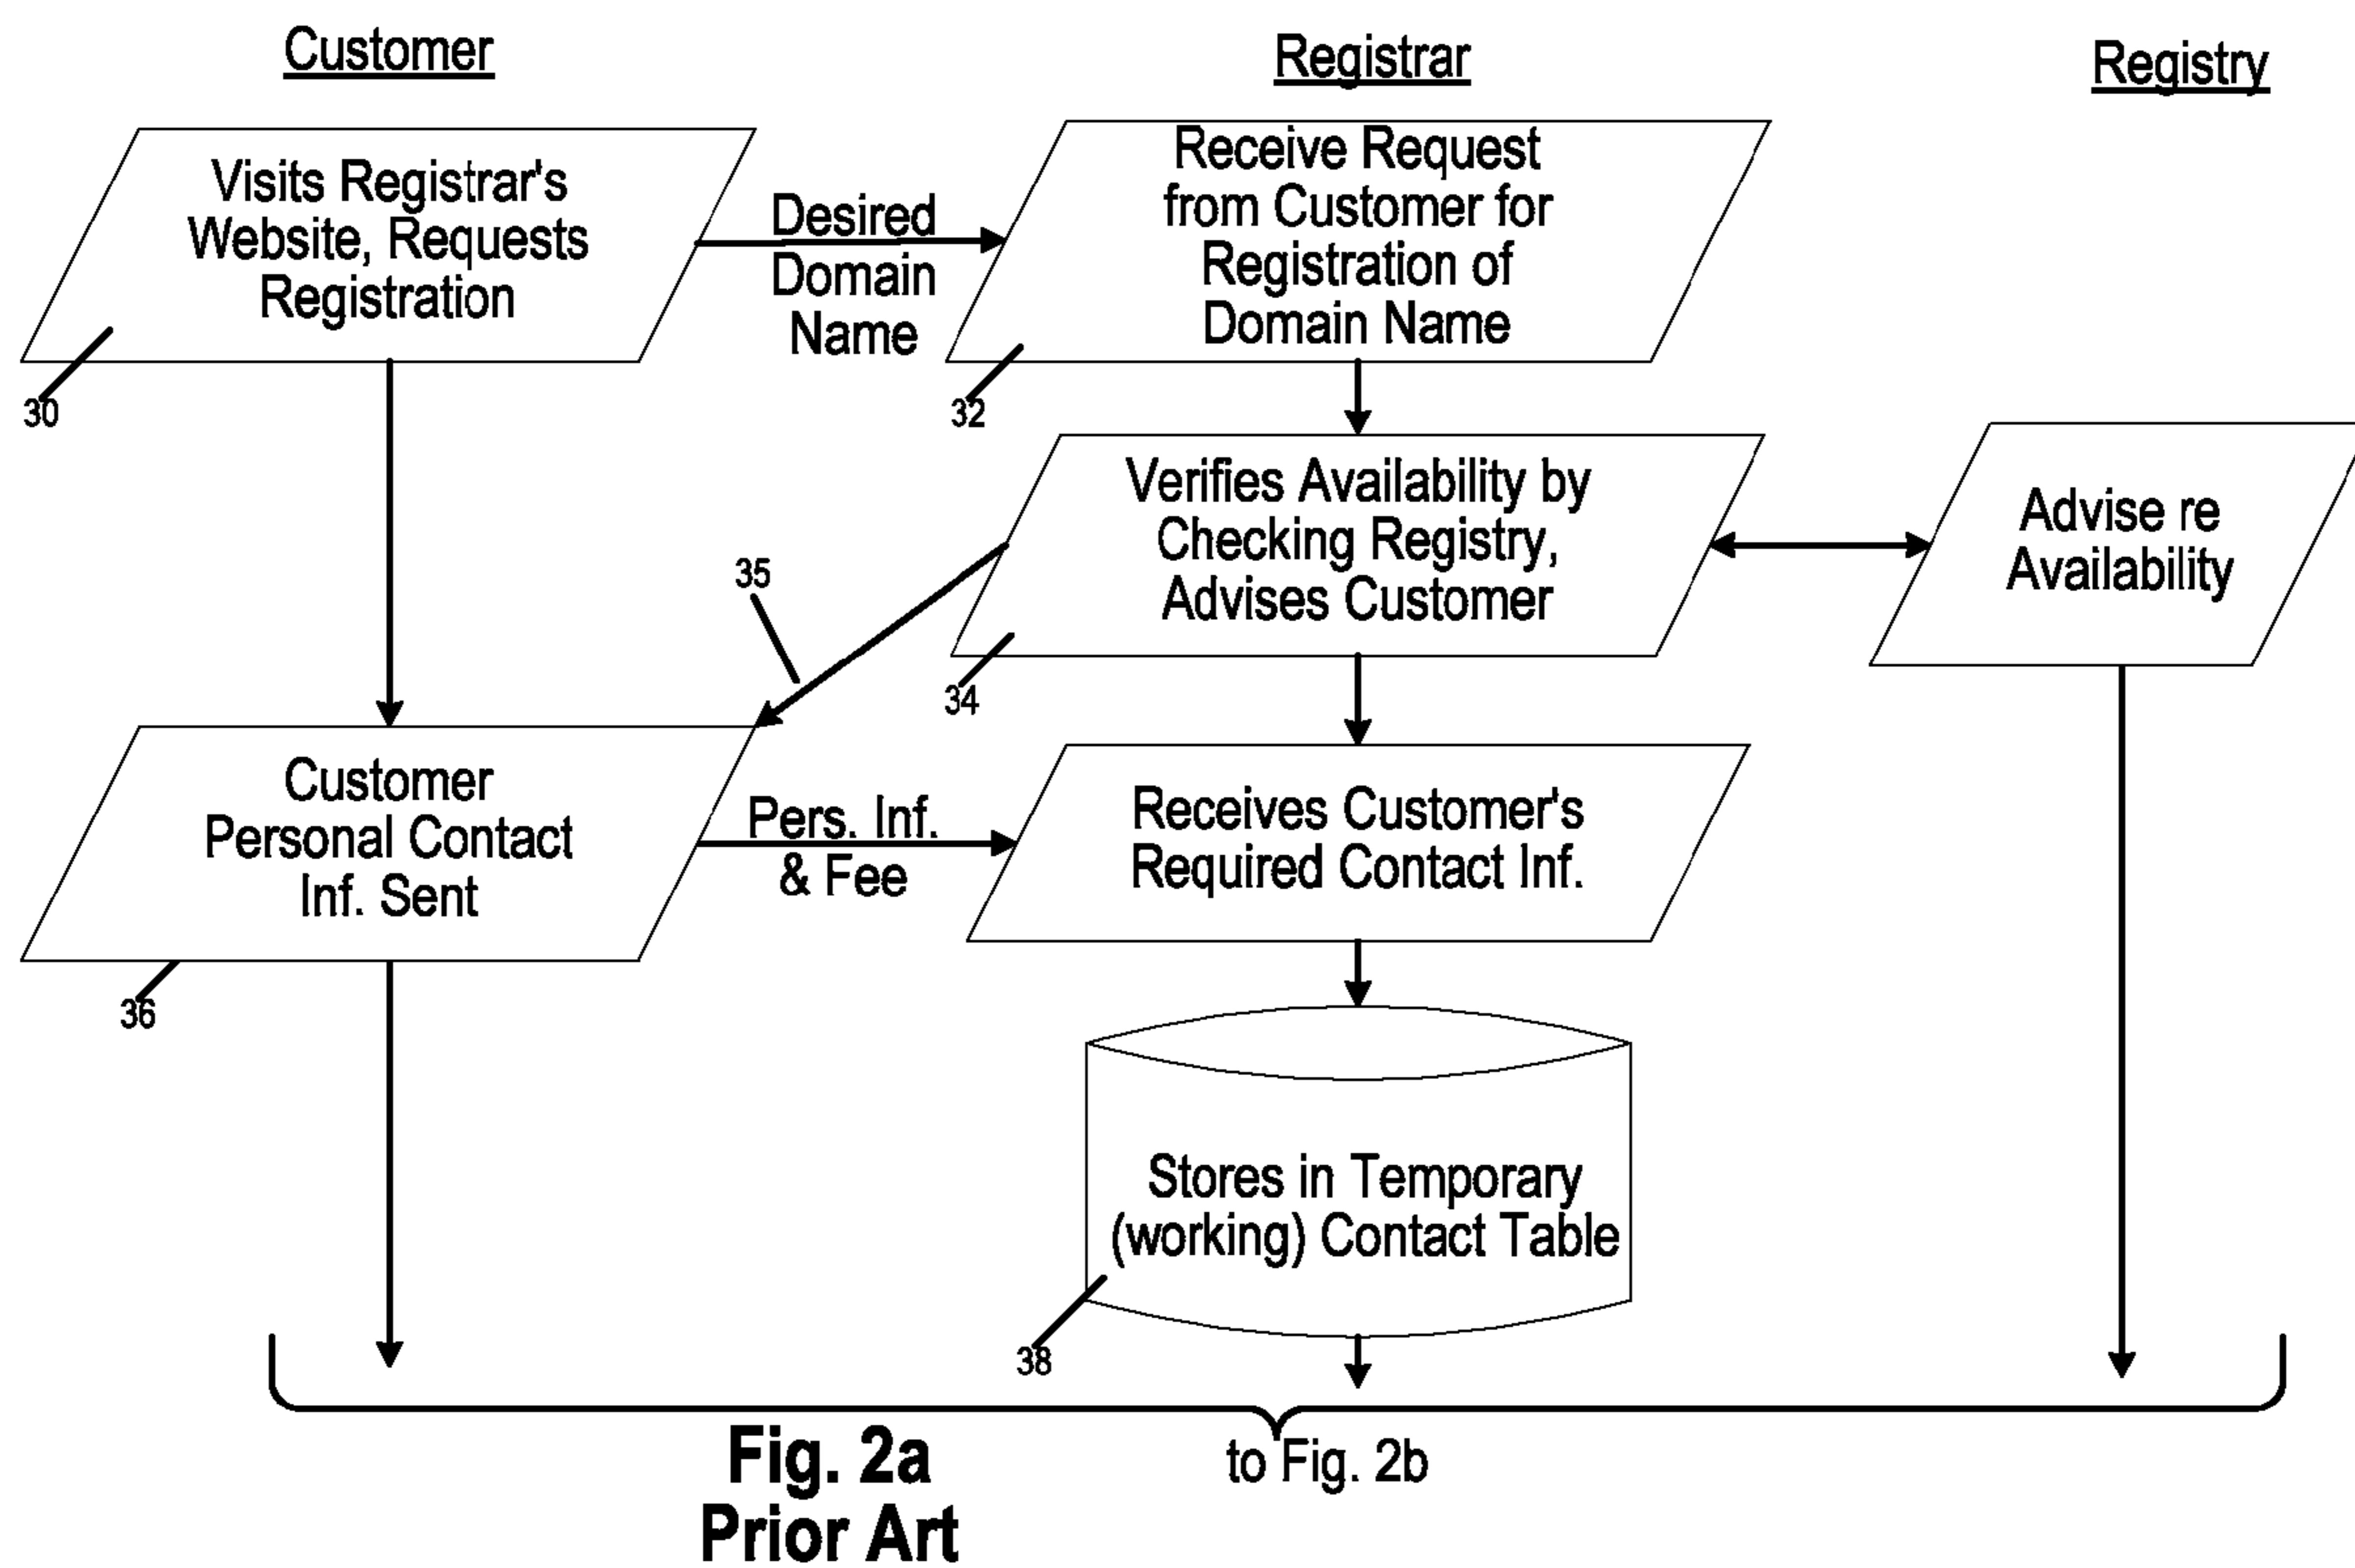 Customer
Registrar
Registry
Visits Registrar's
Website, Requests
Registration
30
Desired
Domain
Name
Receive Request
from Customer for
Registration of
Domain Name
32
Verifies Availability by
Checking Registry,
Advises Customer
34
Advise re
Availability
35
Customer
Personal Contact
Inf. Sent
36
Pers. Inf.
& Fee
Receives Customer's
Required Contact Inf.
Stores in Temporary
(working) Contact Table
38
to Fig. 2b
Fig. 2a
Prior Art